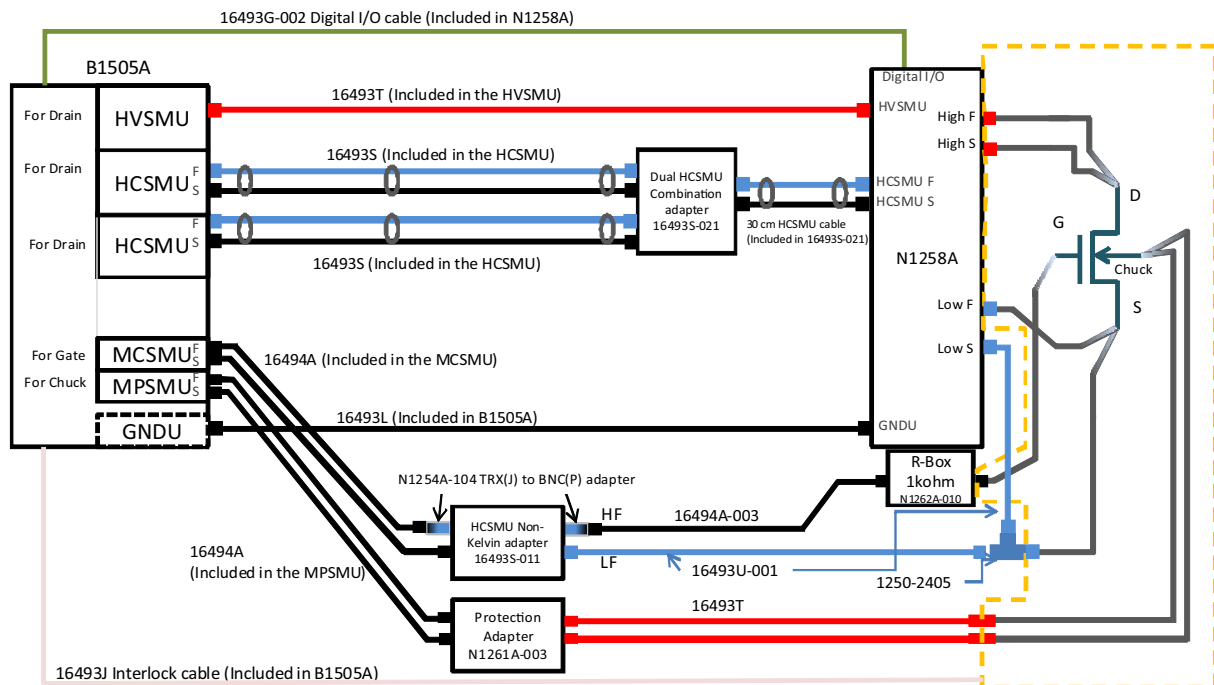 16493G-002 Digital I/O cable (Included in N1258A)
B1505A
For Drain
HVSMU
16493T (Included in the HVSMU)
Digital I/O
HVSMU
High F
High S
For Drain
HCSMU
F
S
16493S (Included in the HCSMU)
Dual HCSMU
Combination
adapter
16493S-021
HCSMU F
HCSMU S
30 cm HCSMU cable
(Included in 16493S-021)
For Drain
HCSMU
F
S
16493S (Included in the HCSMU)
N1258A
D
G
Chuck
S
Low F
Low S
For Gate
MCSMU
F
S
16494A (Included in the MCSMU)
For Chuck
MPSMU
F
S
GNDU
16493L (Included in B1505A)
GNDU
R-Box
1kohm
N1262A-010
N1254A-104 TRX(J) to BNC(P) adapter
HCSMU Non-
Kelvin adapter
16493S-011
HF
16494A-003
LF
16493U-001
1250-2405
16494A
(Included in the MPSMU)
Protection
Adapter
N1261A-003
16493T
16493J Interlock cable (Included in B1505A)